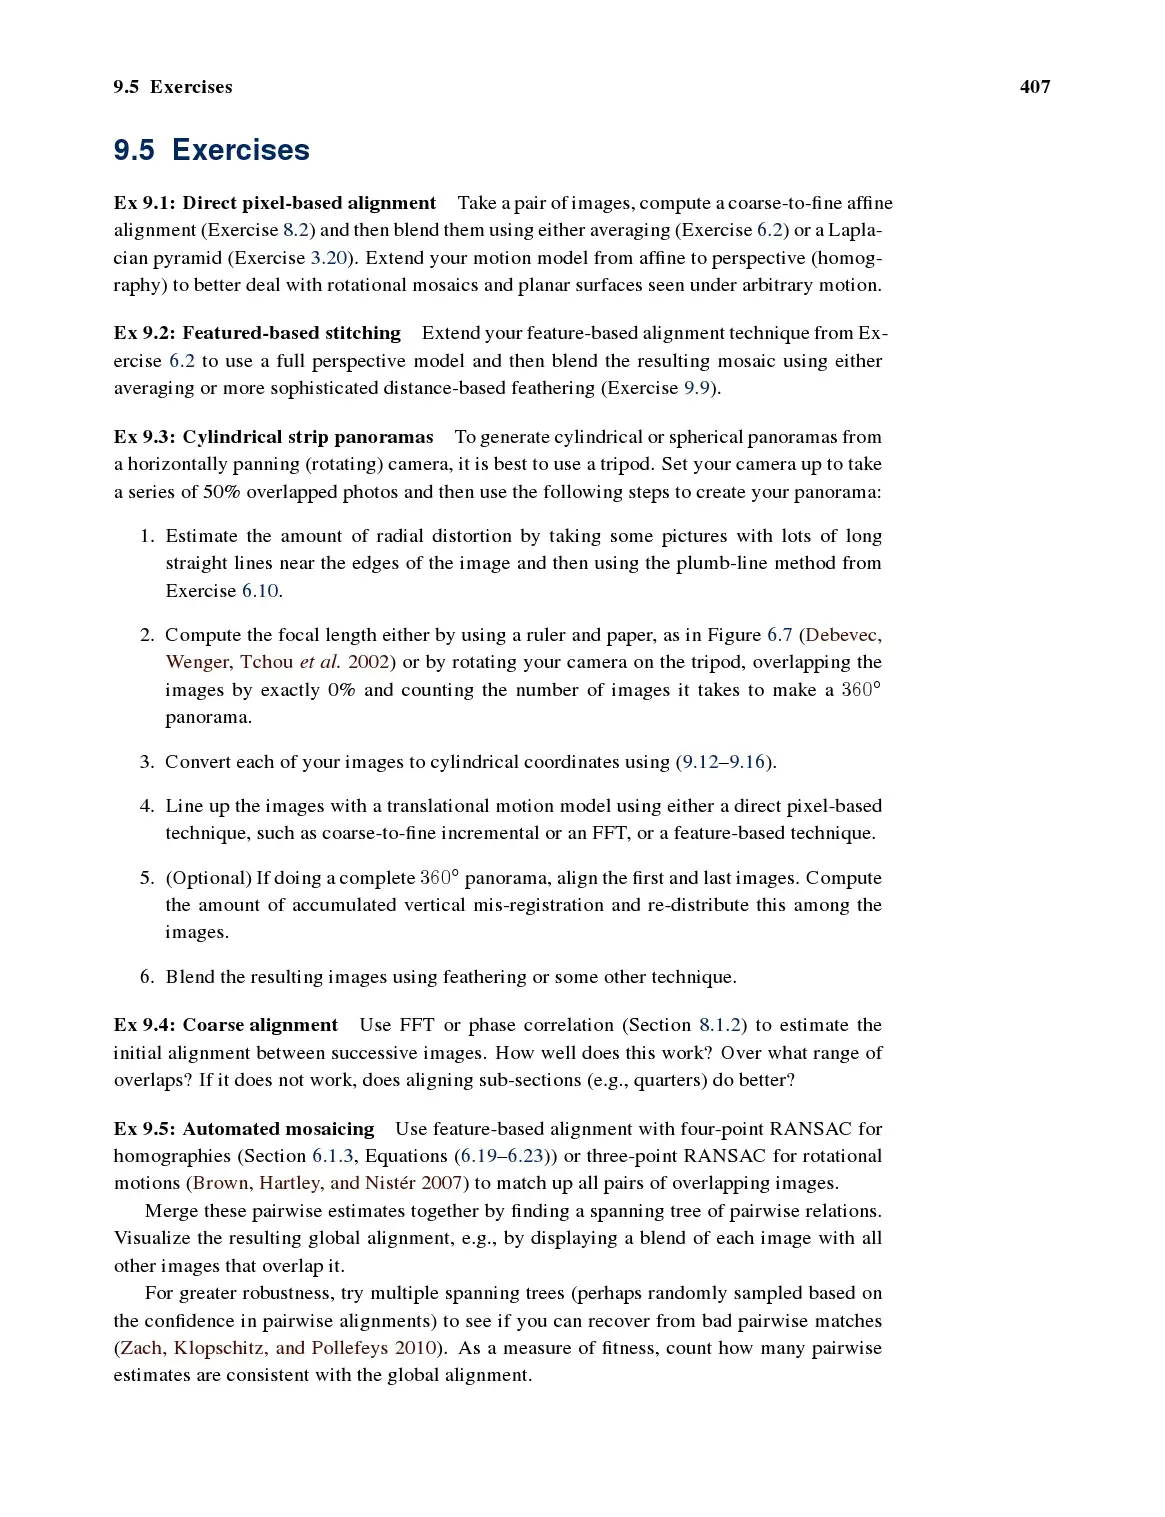 9.5 Exercises 407
9.5 Exercises
Ex 9.1: Direct pixel-based alignment Take a pair of images, compute a coarse-to-fine affine
alignment (Exercise 8.2) and then blend them using either averaging (Exercise 6.2) or a Lapla-
cian pyramid (Exercise 3.20). Extend your motion model from affine to perspective (homog-
raphy) to better deal with rotational mosaics and planar surfaces seen under arbitrary motion.
Ex 9.2: Featured-based stitching Extend your feature-based alignment technique from Ex-
ercise 6.2 to use a full perspective model and then blend the resulting mosaic using either
averaging or more sophisticated distance-based feathering (Exercise 9.9).
Ex 9.3: Cylindrical strip panoramas To generate cylindrical or spherical panoramas from
a horizontally panning (rotating) camera, it is best to use a tripod. Set your camera up to take
a series of 50% overlapped photos and then use the following steps to create your panorama:
1. Estimate the amount of radial distortion by taking some pictures with lots of long
straight lines near the edges of the image and then using the plumb-line method from
Exercise 6.10.
2. Compute the focal length either by using a ruler and paper, as in Figure 6.7 (Debevec,
Wenger, Tchou et al. 2002) or by rotating your camera on the tripod, overlapping the
images by exactly 0% and counting the number of images it takes to make a 360°
panorama.
3. Convert each of your images to cylindrical coordinates using (9.12–9.16).
4. Line up the images with a translational motion model using either a direct pixel-based
technique, such as coarse-to-fine incremental or an FFT, or a feature-based technique.
5. (Optional) If doing a complete 360° panorama, align the first and last images. Compute
the amount of accumulated vertical mis-registration and re-distribute this among the
images.
6. Blend the resulting images using feathering or some other technique.
Ex 9.4: Coarse alignment Use FFT or phase correlation (Section 8.1.2) to estimate the
initial alignment between successive images. How well does this work? Over what range of
overlaps? If it does not work, does aligning sub-sections (e.g., quarters) do better?
Ex 9.5: Automated mosaicing Use feature-based alignment with four-point RANSAC for
homographies (Section 6.1.3, Equations (6.19–6.23)) or three-point RANSAC for rotational
motions (Brown, Hartley, and Nistér 2007) to match up all pairs of overlapping images.
Merge these pairwise estimates together by finding a spanning tree of pairwise relations.
Visualize the resulting global alignment, e.g., by displaying a blend of each image with all
other images that overlap it.
For greater robustness, try multiple spanning trees (perhaps randomly sampled based on
the confidence in pairwise alignments) to see if you can recover from bad pairwise matches
(Zach, Klopschitz, and Pollefeys 2010). As a measure of fitness, count how many pairwise
estimates are consistent with the global alignment.